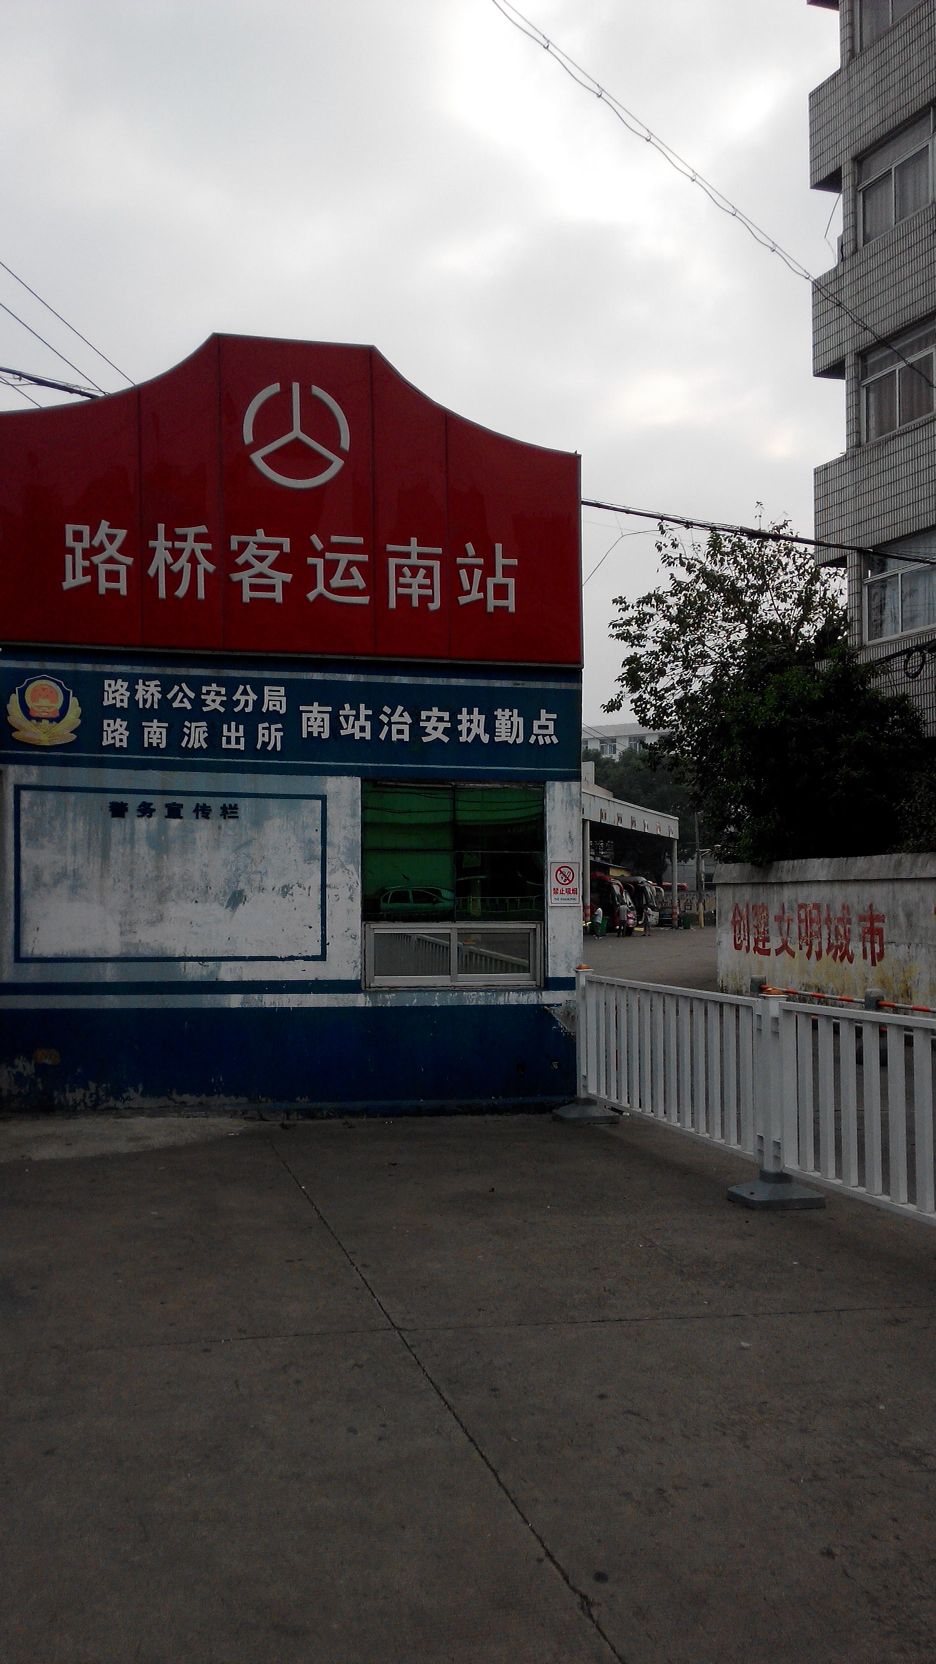 路桥客运南站
路桥公安分局
路南派出所
南站治安执勤点
警务宣传栏
禁止吸烟
创建文明城市